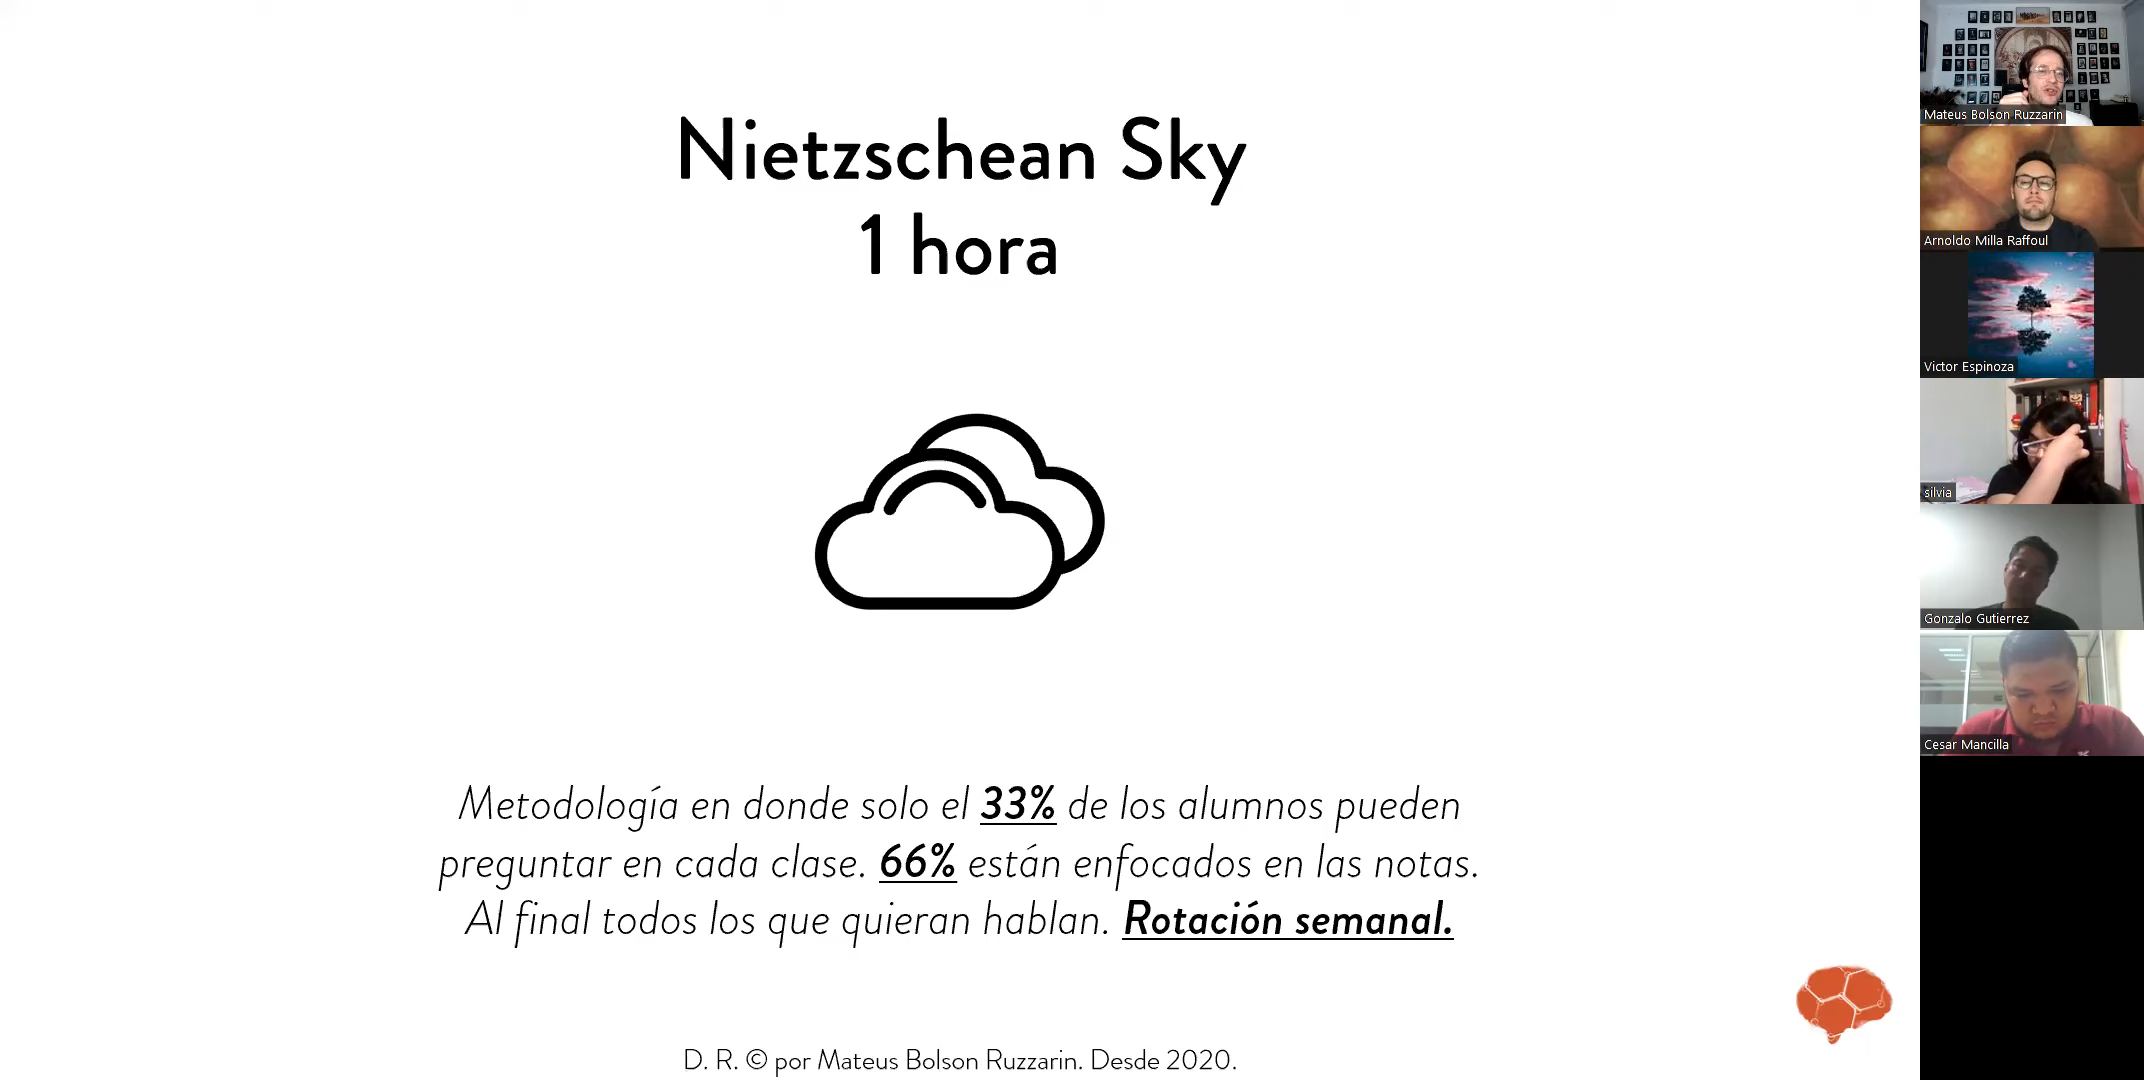 Nietzschean Sky
1 hora
Metodología en donde solo el 33% de los alumnos pueden
preguntar en cada clase. 66% están enfocados en las notas.
Al final todos los que quieran hablan. Rotación semanal.
D. R. © por Mateus Bolson Ruzzarin. Desde 2020.
Mateus Bolson Ruzzarin
Arnoldo Milla Raffoul
Victor Espinoza
silvia
Gonzalo Gutierrez
Cesar Mancilla